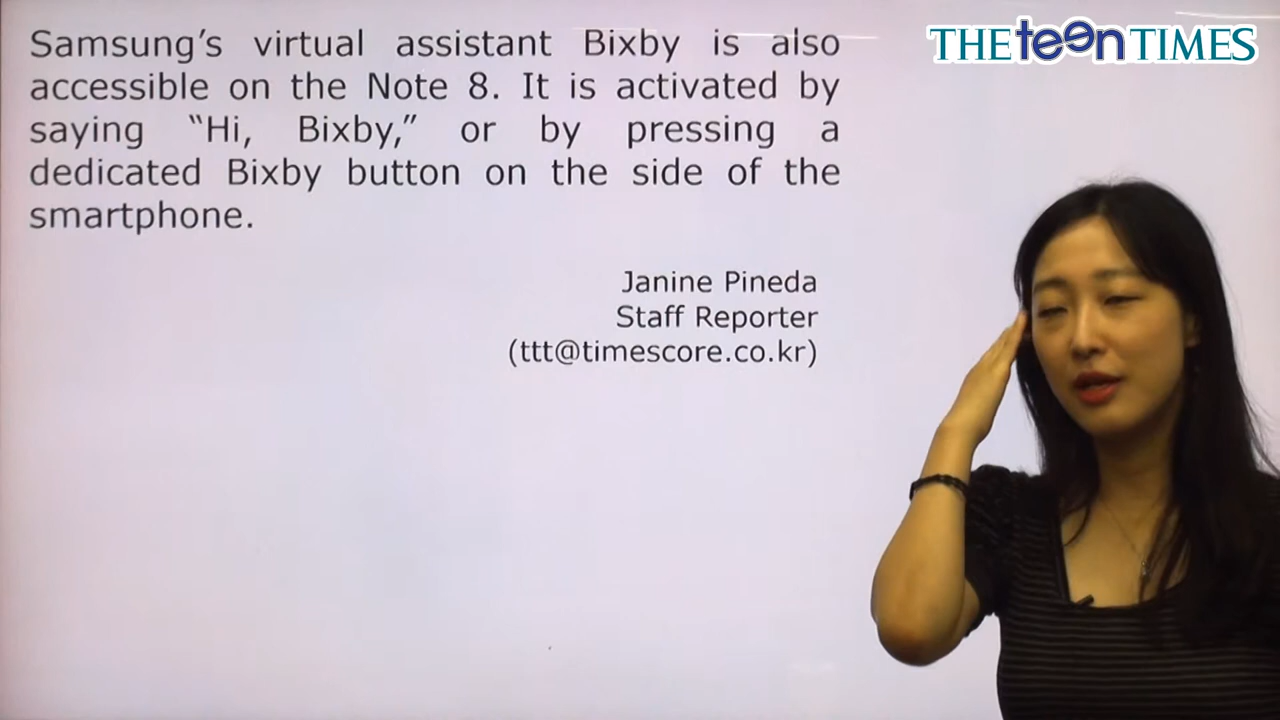 THE teen TIMES
Samsung’s virtual assistant Bixby is also
accessible on the Note 8. It is activated by
saying “Hi, Bixby,” or by pressing a
dedicated Bixby button on the side of the
smartphone.
Janine Pineda
Staff Reporter
(ttt@timescore.co.kr)